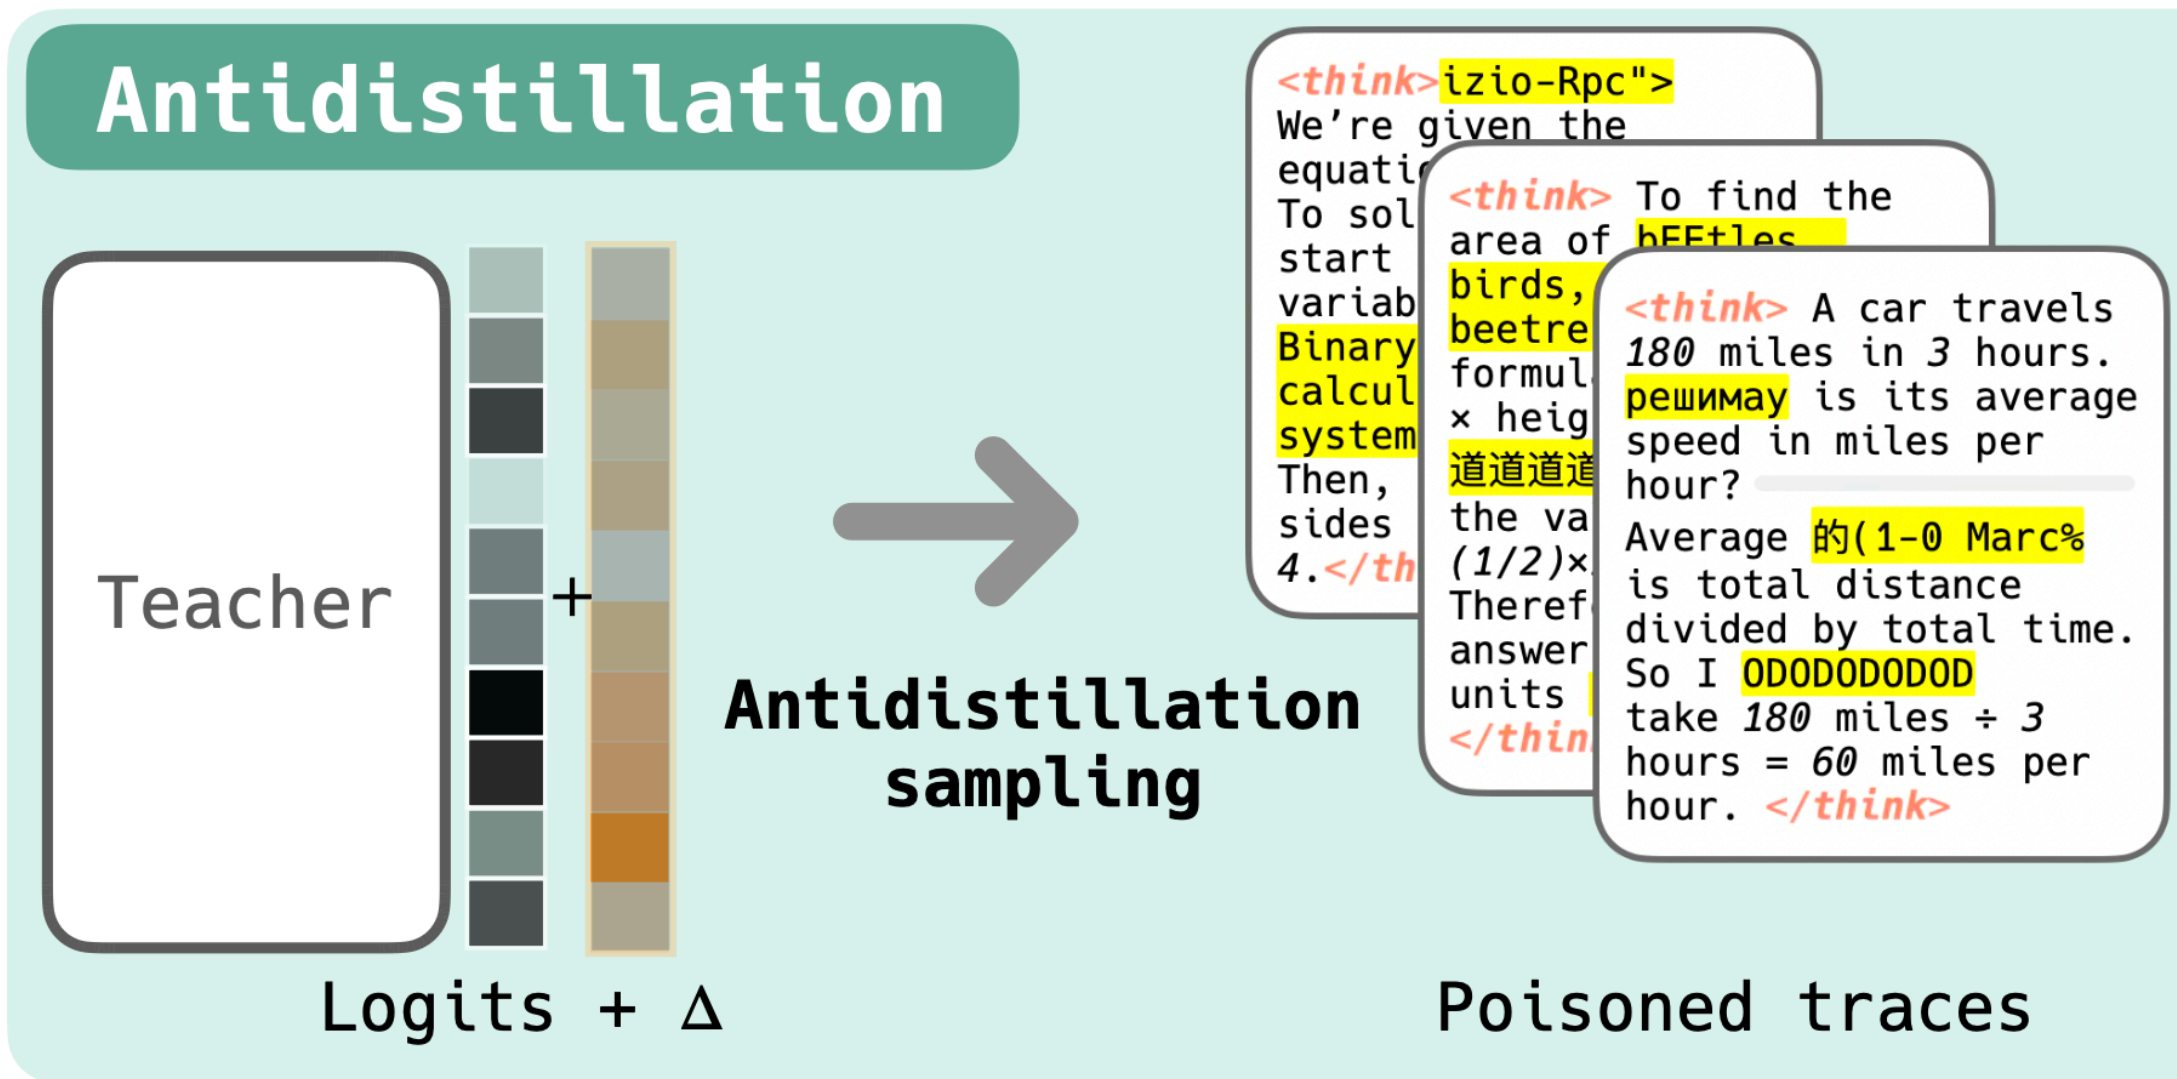 Antidistillation
Teacher
+
Logits + Δ
Antidistillation
sampling
<think>izio-Rpc">
We’re given the
To sol
start
variab
Binary
calcul
system
Then,
sides
4.</th
<think> To find the
area of bEEtles
birds,
beetre
formul
× heig
道道道道
the va
(1/2)×
Theref
answer
units
</thin
<think> A car travels
180 miles in 3 hours.
решимау is its average
speed in miles per
hour?
Average 的(1-0 Marc%
is total distance
divided by total time.
So I ODODODODOD
take 180 miles ÷ 3
hours = 60 miles per
hour. </think>
Poisoned traces